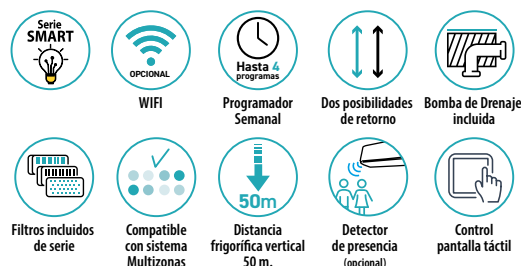 Serie
SMART
OPCIONAL
WIFI
Hasta 4
programas
Programador
Semanal
Dos posibilidades
de retorno
Bomba de Drenaje
incluida
Filtros incluidos
de serie
Compatible
con sistema
Multizonas
50m
Distancia
frigorífica vertical
50 m.
Detector
de presencia
(opcional)
Control
pantalla táctil